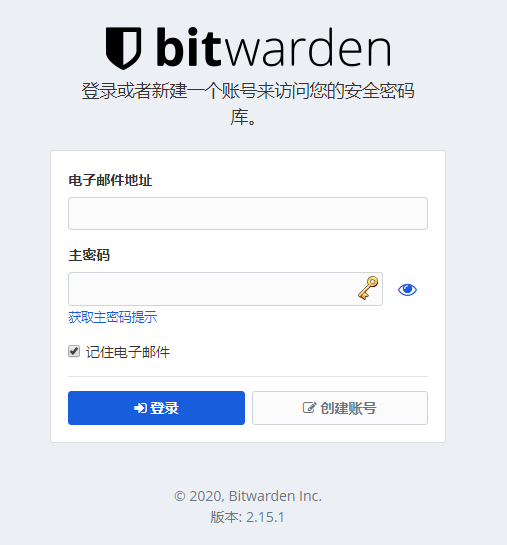 bitwarden
登录或者新建一个账号来访问您的安全密码
库。
电子邮件地址
主密码
获取主密码提示
记住电子邮件
登录
创建账号
© 2020, Bitwarden Inc.
版本: 2.15.1